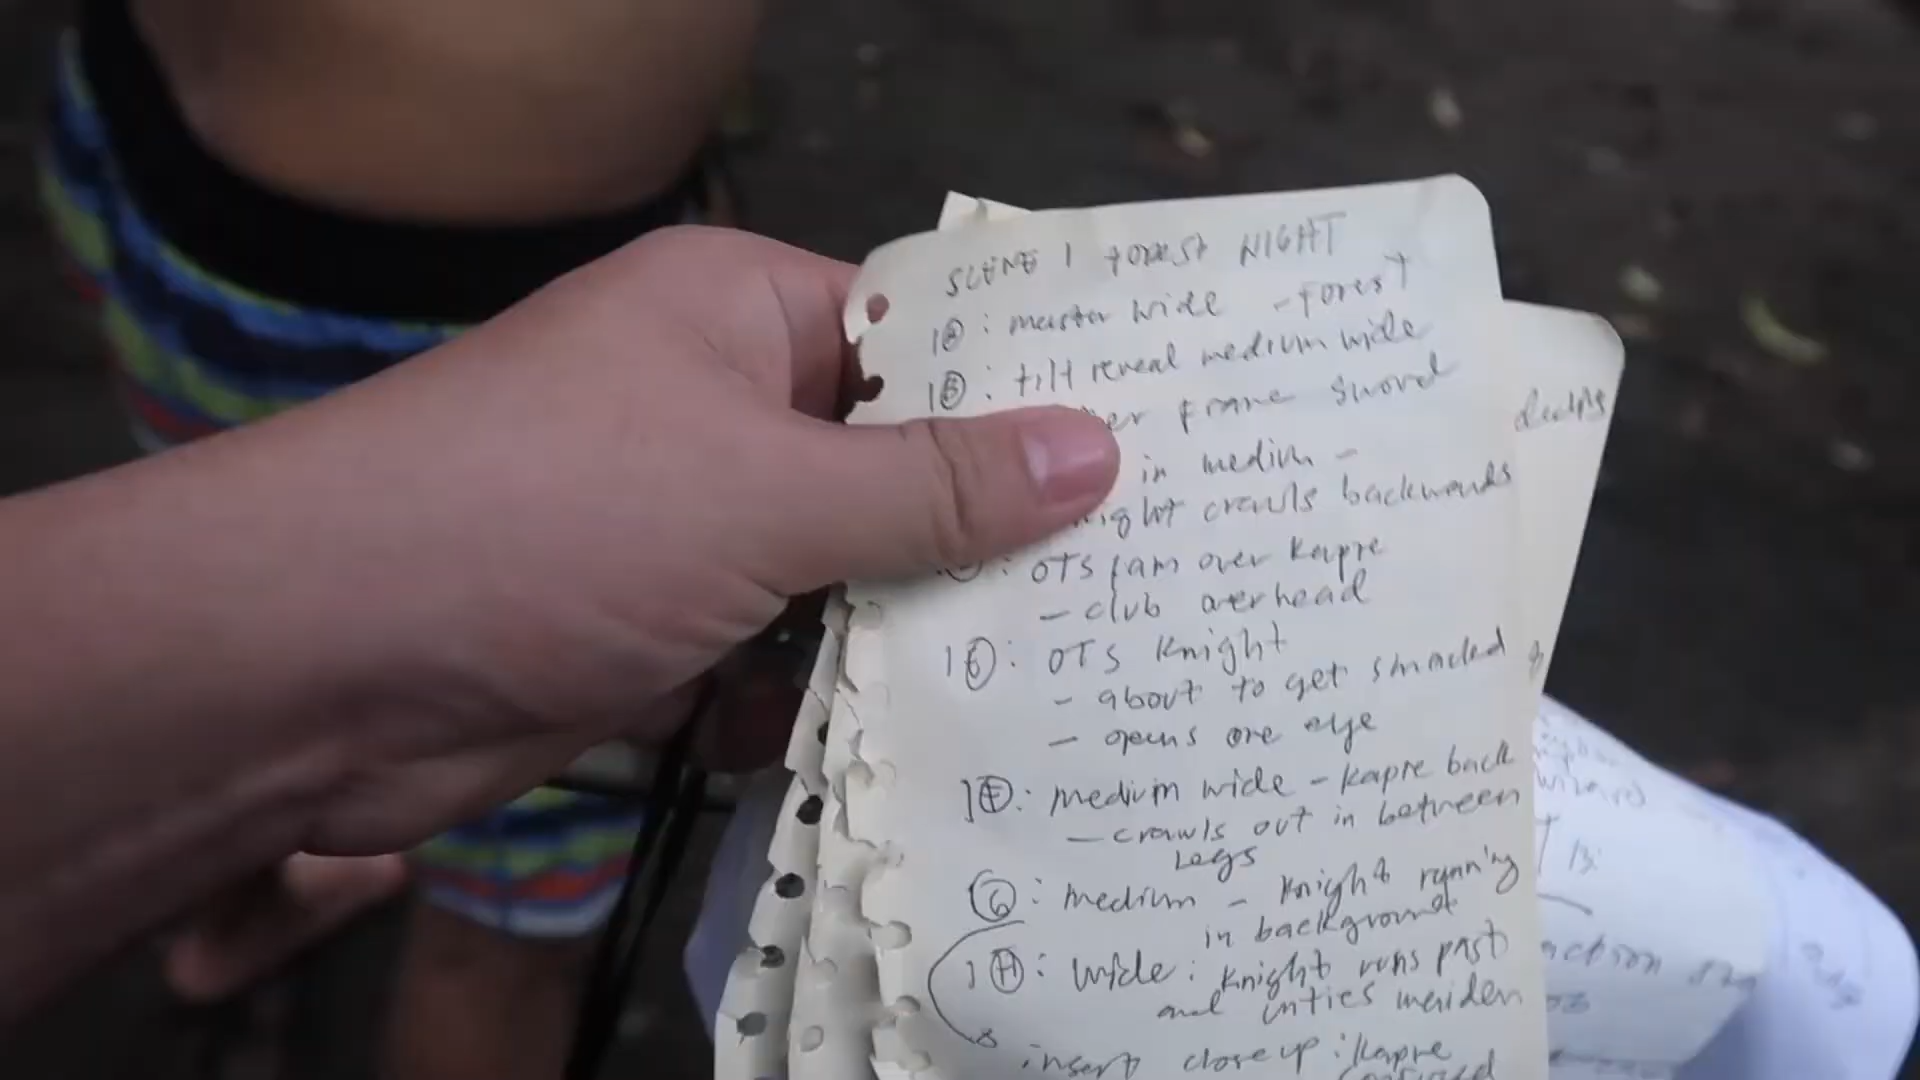 SCENE 1 FOREST NIGHT
1A: master wide - forest
1B: tilt reveal medium wide
frame sword
in medium -
crawls backwards
: OTS over Kapre
- club overhead
1E: OTS Knight
- about to get smacked
- opens one eye
1F: medium wide - Kapre back
- crawls out in between
Legs
G: medium - Knight running
in background
1H: wide: Knight runs past
and unties maiden
insert close up: Kapre
wizard
action